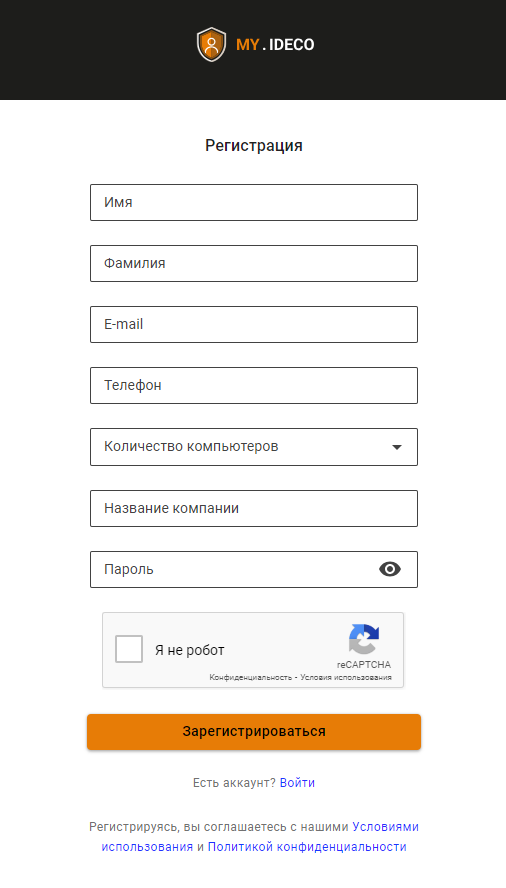 MY.IDECO
Регистрация
Имя
Фамилия
E-mail
Телефон
Количество компьютеров
Название компании
Пароль
Я не робот
reCAPTCHA
Конфиденциальность - Условия использования
Зарегистрироваться
Есть аккаунт? Войти
Регистрируясь, вы соглашаетесь с нашими Условиями
использования и Политикой конфиденциальности